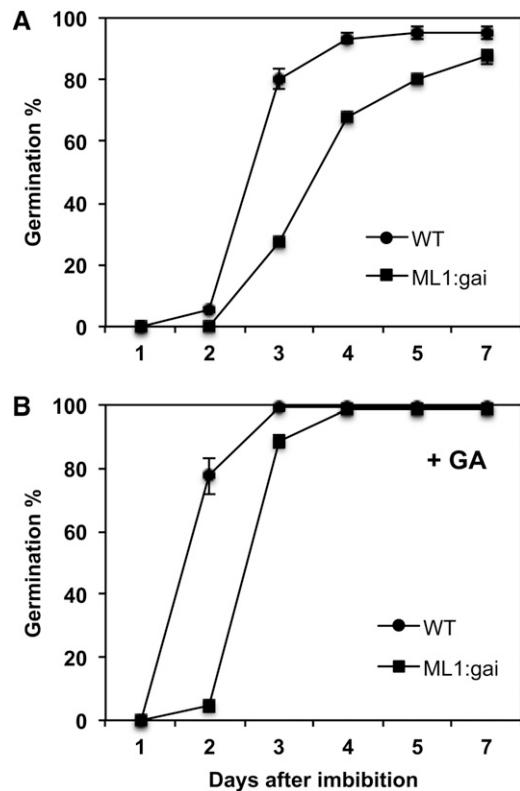 A
100
80
60
40
20
0
Germination %
WT
ML1:gai
1 2 3 4 5 7
B
100
80
60
40
20
0
Germination %
+ GA
WT
ML1:gai
1 2 3 4 5 7
Days after imbibition